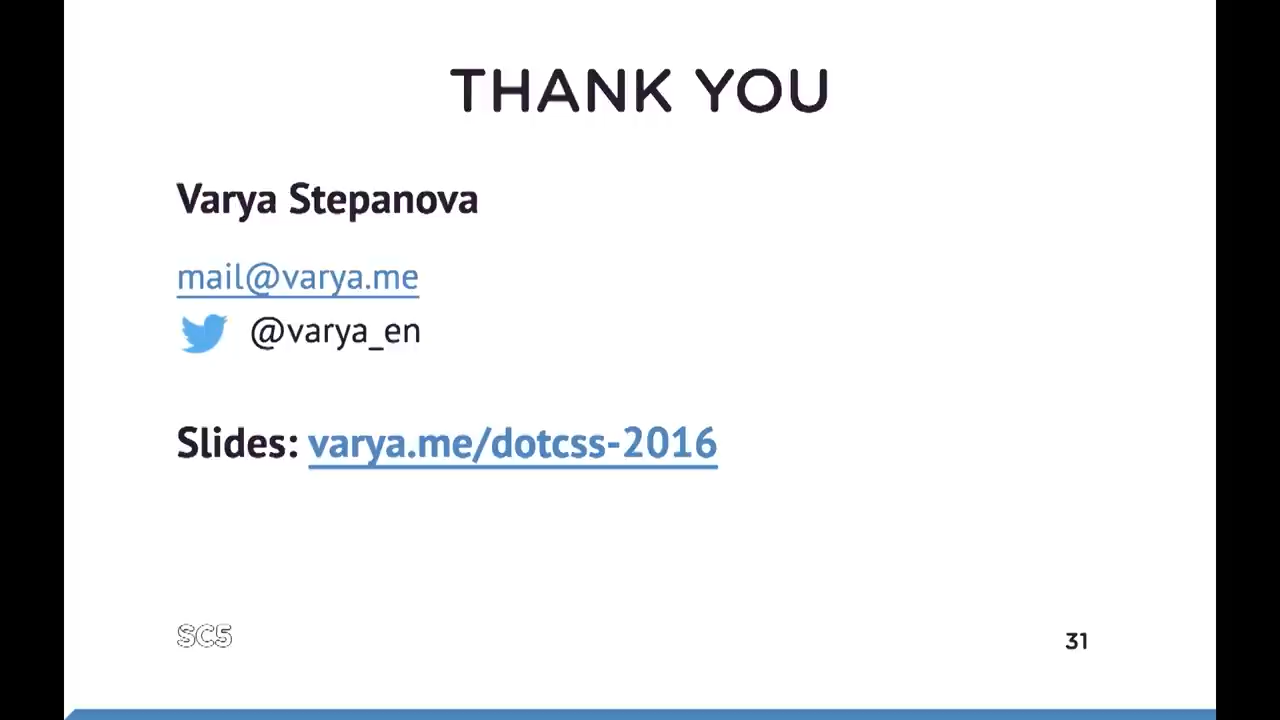 THANK YOU
Varya Stepanova
mail@varya.me
@varya_en
Slides: varya.me/dotcss-2016
SC5
31